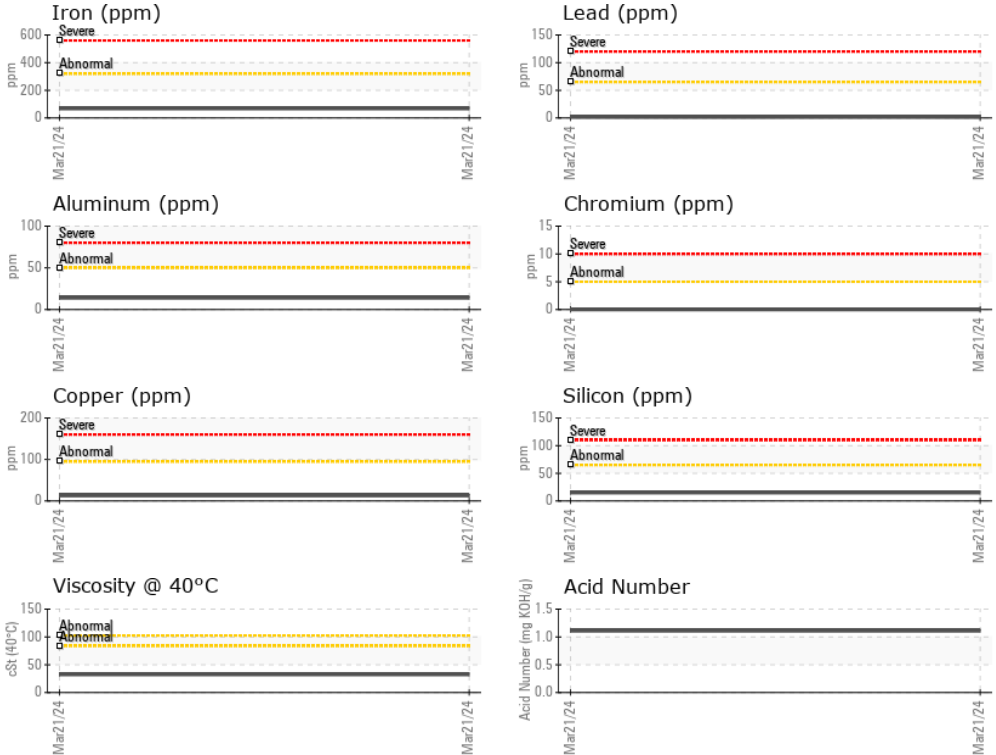 Iron (ppm)
600
400
200
0
ppm
Severe
Abnormal
Mar21/24
Mar21/24
Lead (ppm)
150
100
50
0
ppm
Severe
Abnormal
Mar21/24
Mar21/24
Aluminum (ppm)
100
50
0
ppm
Severe
Abnormal
Mar21/24
Mar21/24
Chromium (ppm)
15
10
5
0
ppm
Severe
Abnormal
Mar21/24
Mar21/24
Copper (ppm)
200
100
0
ppm
Severe
Abnormal
Mar21/24
Mar21/24
Silicon (ppm)
150
100
50
0
ppm
Severe
Abnormal
Mar21/24
Mar21/24
Viscosity @ 40°C
150
100
50
0
cSt (40°C)
Abnormal
Abnormal
Mar21/24
Mar21/24
Acid Number
1.5
1.0
0.5
0.0
Acid Number (mg KOH/g)
Mar21/24
Mar21/24